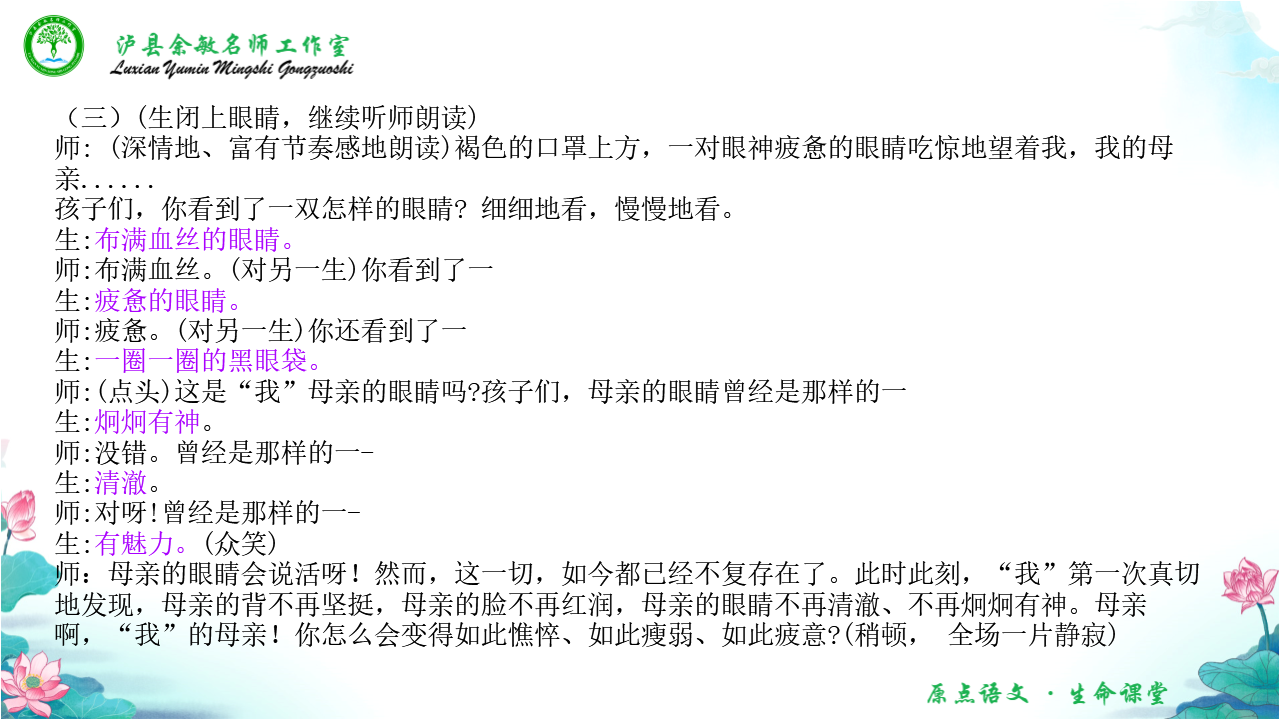 泸县余敏名师工作室
Luxian Yumin Mingshi Gongzuoshi
（三）(生闭上眼睛，继续听师朗读)
师：(深情地、富有节奏感地朗读)褐色的口罩上方，一对眼神疲惫的眼睛吃惊地望着我，我的母
亲......
孩子们，你看到了一双怎样的眼睛？细细地看，慢慢地看。
生:布满血丝的眼睛。
师:布满血丝。(对另一生)你看到了一
生:疲惫的眼睛。
师:疲惫。(对另一生)你还看到了一
生:一圈一圈的黑眼袋。
师:(点头)这是“我”母亲的眼睛吗?孩子们，母亲的眼睛曾经是那样的一
生:炯炯有神。
师:没错。曾经是那样的一-
生:清澈。
师:对呀!曾经是那样的一-
生:有魅力。(众笑)
师：母亲的眼睛会说活呀！然而，这一切，如今都已经不复存在了。此时此刻，“我”第一次真切
地发现，母亲的背不再坚挺，母亲的脸不再红润，母亲的眼睛不再清澈、不再炯炯有神。母亲
啊，“我”的母亲！你怎么会变得如此憔悴、如此瘦弱、如此疲意?(稍顿， 全场一片静寂)
原点语文 · 生命课堂